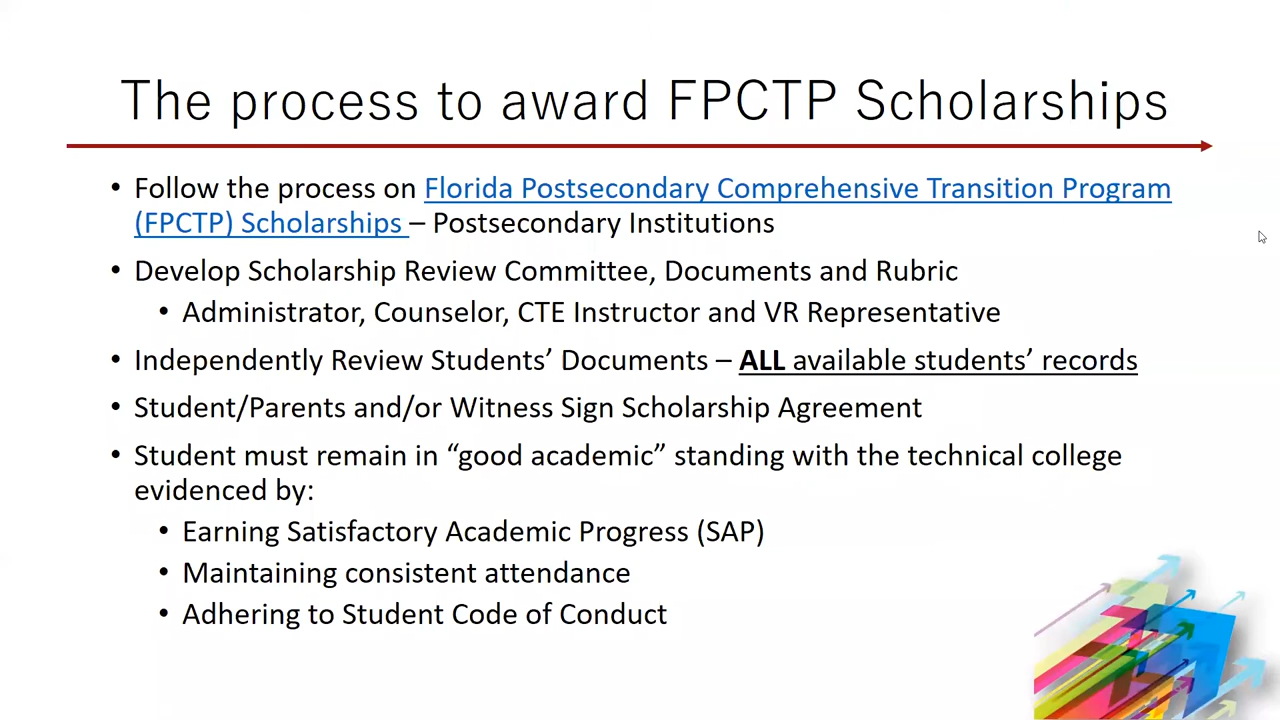 The process to award FPCTP Scholarships
• Follow the process on Florida Postsecondary Comprehensive Transition Program
(FPCTP) Scholarships – Postsecondary Institutions
• Develop Scholarship Review Committee, Documents and Rubric
• Administrator, Counselor, CTE Instructor and VR Representative
• Independently Review Students’ Documents – ALL available students’ records
• Student/Parents and/or Witness Sign Scholarship Agreement
• Student must remain in “good academic” standing with the technical college
evidenced by:
• Earning Satisfactory Academic Progress (SAP)
• Maintaining consistent attendance
• Adhering to Student Code of Conduct